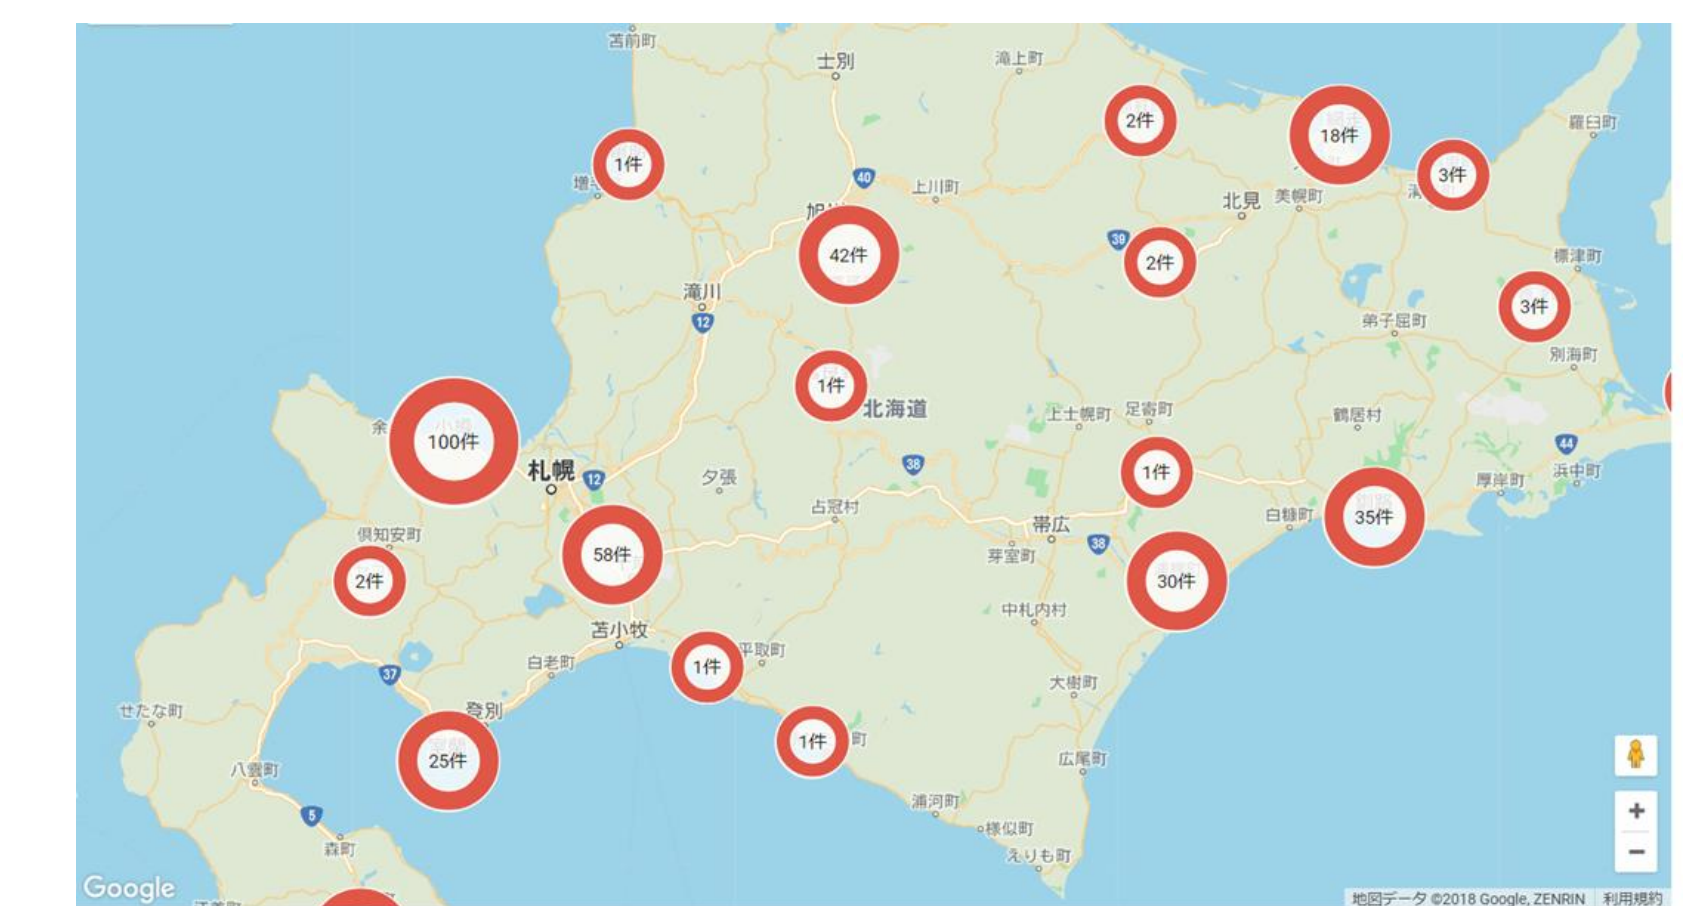 苫前町
士別
滝上町
羅臼町
2件
18件
1件
3件
40
上川町
北見
美幌町
39
42件
2件
標津町
滝川
12
3件
弟子屈町
別海町
1件
北海道
上士幌町
足寄町
鶴居村
100件
札幌
12
夕張
38
1件
44
浜中町
厚岸町
占冠村
帯広
白糠町
35件
倶知安町
58件
38
芽室町
2件
30件
中札内村
苫小牧
平取町
白老町
1件
37
大樹町
せたな町
登別
1件
町
25件
広尾町
八雲町
浦河町
5
様似町
森町
えりも町
+
−
Google
地図データ ©2018 Google, ZENRIN 利用規約